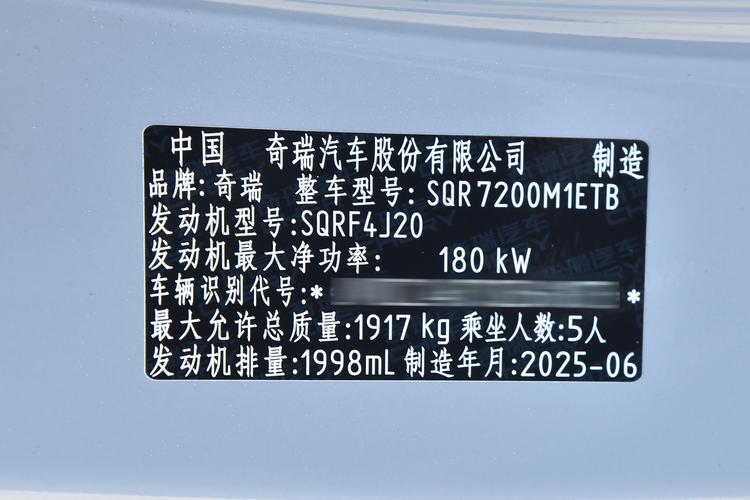 中国 奇瑞汽车股份有限公司 制造
品牌:奇瑞 整车型号:SQR7200M1ETB
发动机型号:SQRF4J20
发动机最大净功率: 180 kW
车辆识别代号:* *
最大允许总质量:1917 kg 乘坐人数:5人
发动机排量:1998mL 制造年月:2025-06